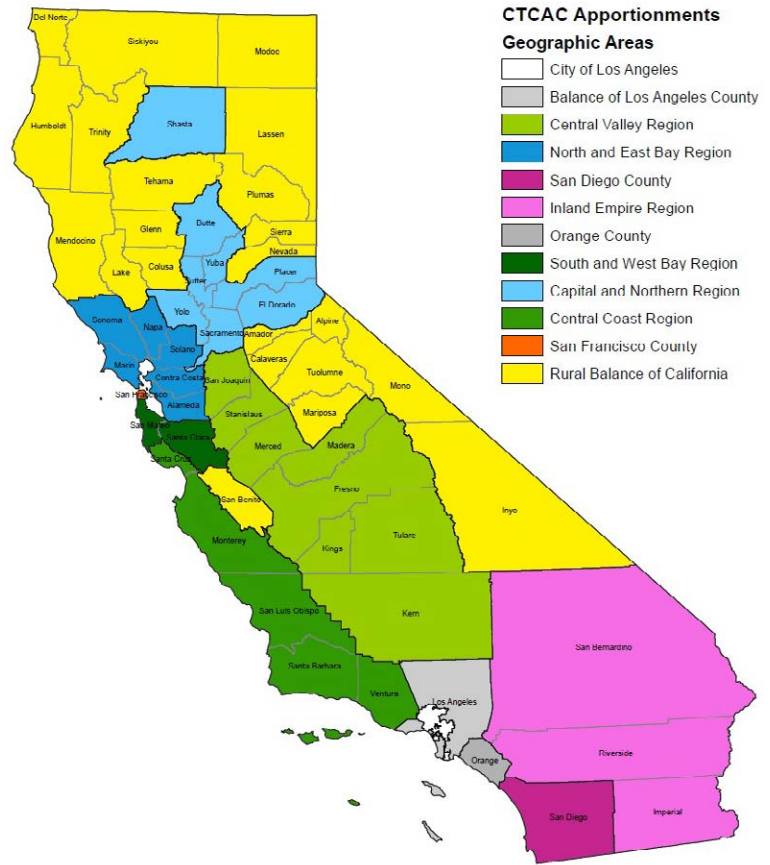 CTCAC Apportionments
Geographic Areas
City of Los Angeles
Balance of Los Angeles County
Central Valley Region
North and East Bay Region
San Diego County
Inland Empire Region
Orange County
South and West Bay Region
Capital and Northern Region
Central Coast Region
San Francisco County
Rural Balance of California
Del Norte
Siskiyou
Modoc
Humboldt
Trinity
Shasta
Lassen
Tehama
Plumas
Mendocino
Glenn
Butte
Sierra
Nevada
Lake
Colusa
Sutter
Yuba
Placer
Yolo
El Dorado
Sonoma
Napa
Sacramento
Amador
Alpine
Solano
Calaveras
Tuolumne
Mono
Marin
Contra Costa
San Joaquin
San Francisco
Alameda
Stanislaus
Mariposa
San Mateo
Santa Clara
Merced
Madera
Santa Cruz
San Benito
Fresno
Inyo
Monterey
Kings
Tulare
San Luis Obispo
Kern
San Bernardino
Santa Barbara
Ventura
Los Angeles
Orange
Riverside
San Diego
Imperial